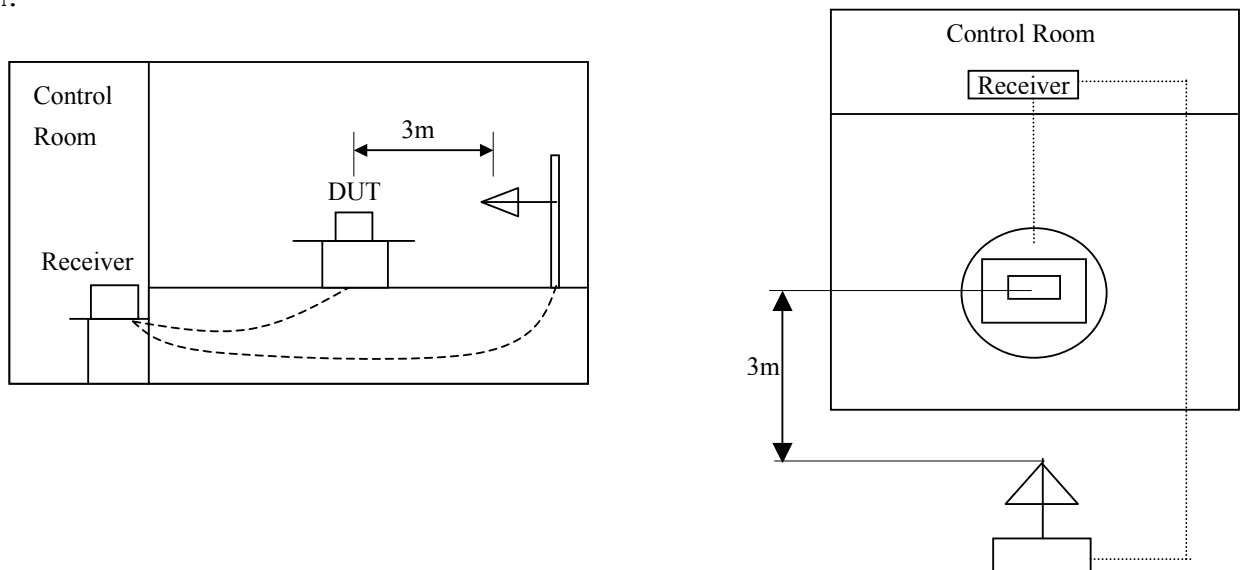 Control
Room
3m
DUT
Receiver
Control Room
Receiver
3m